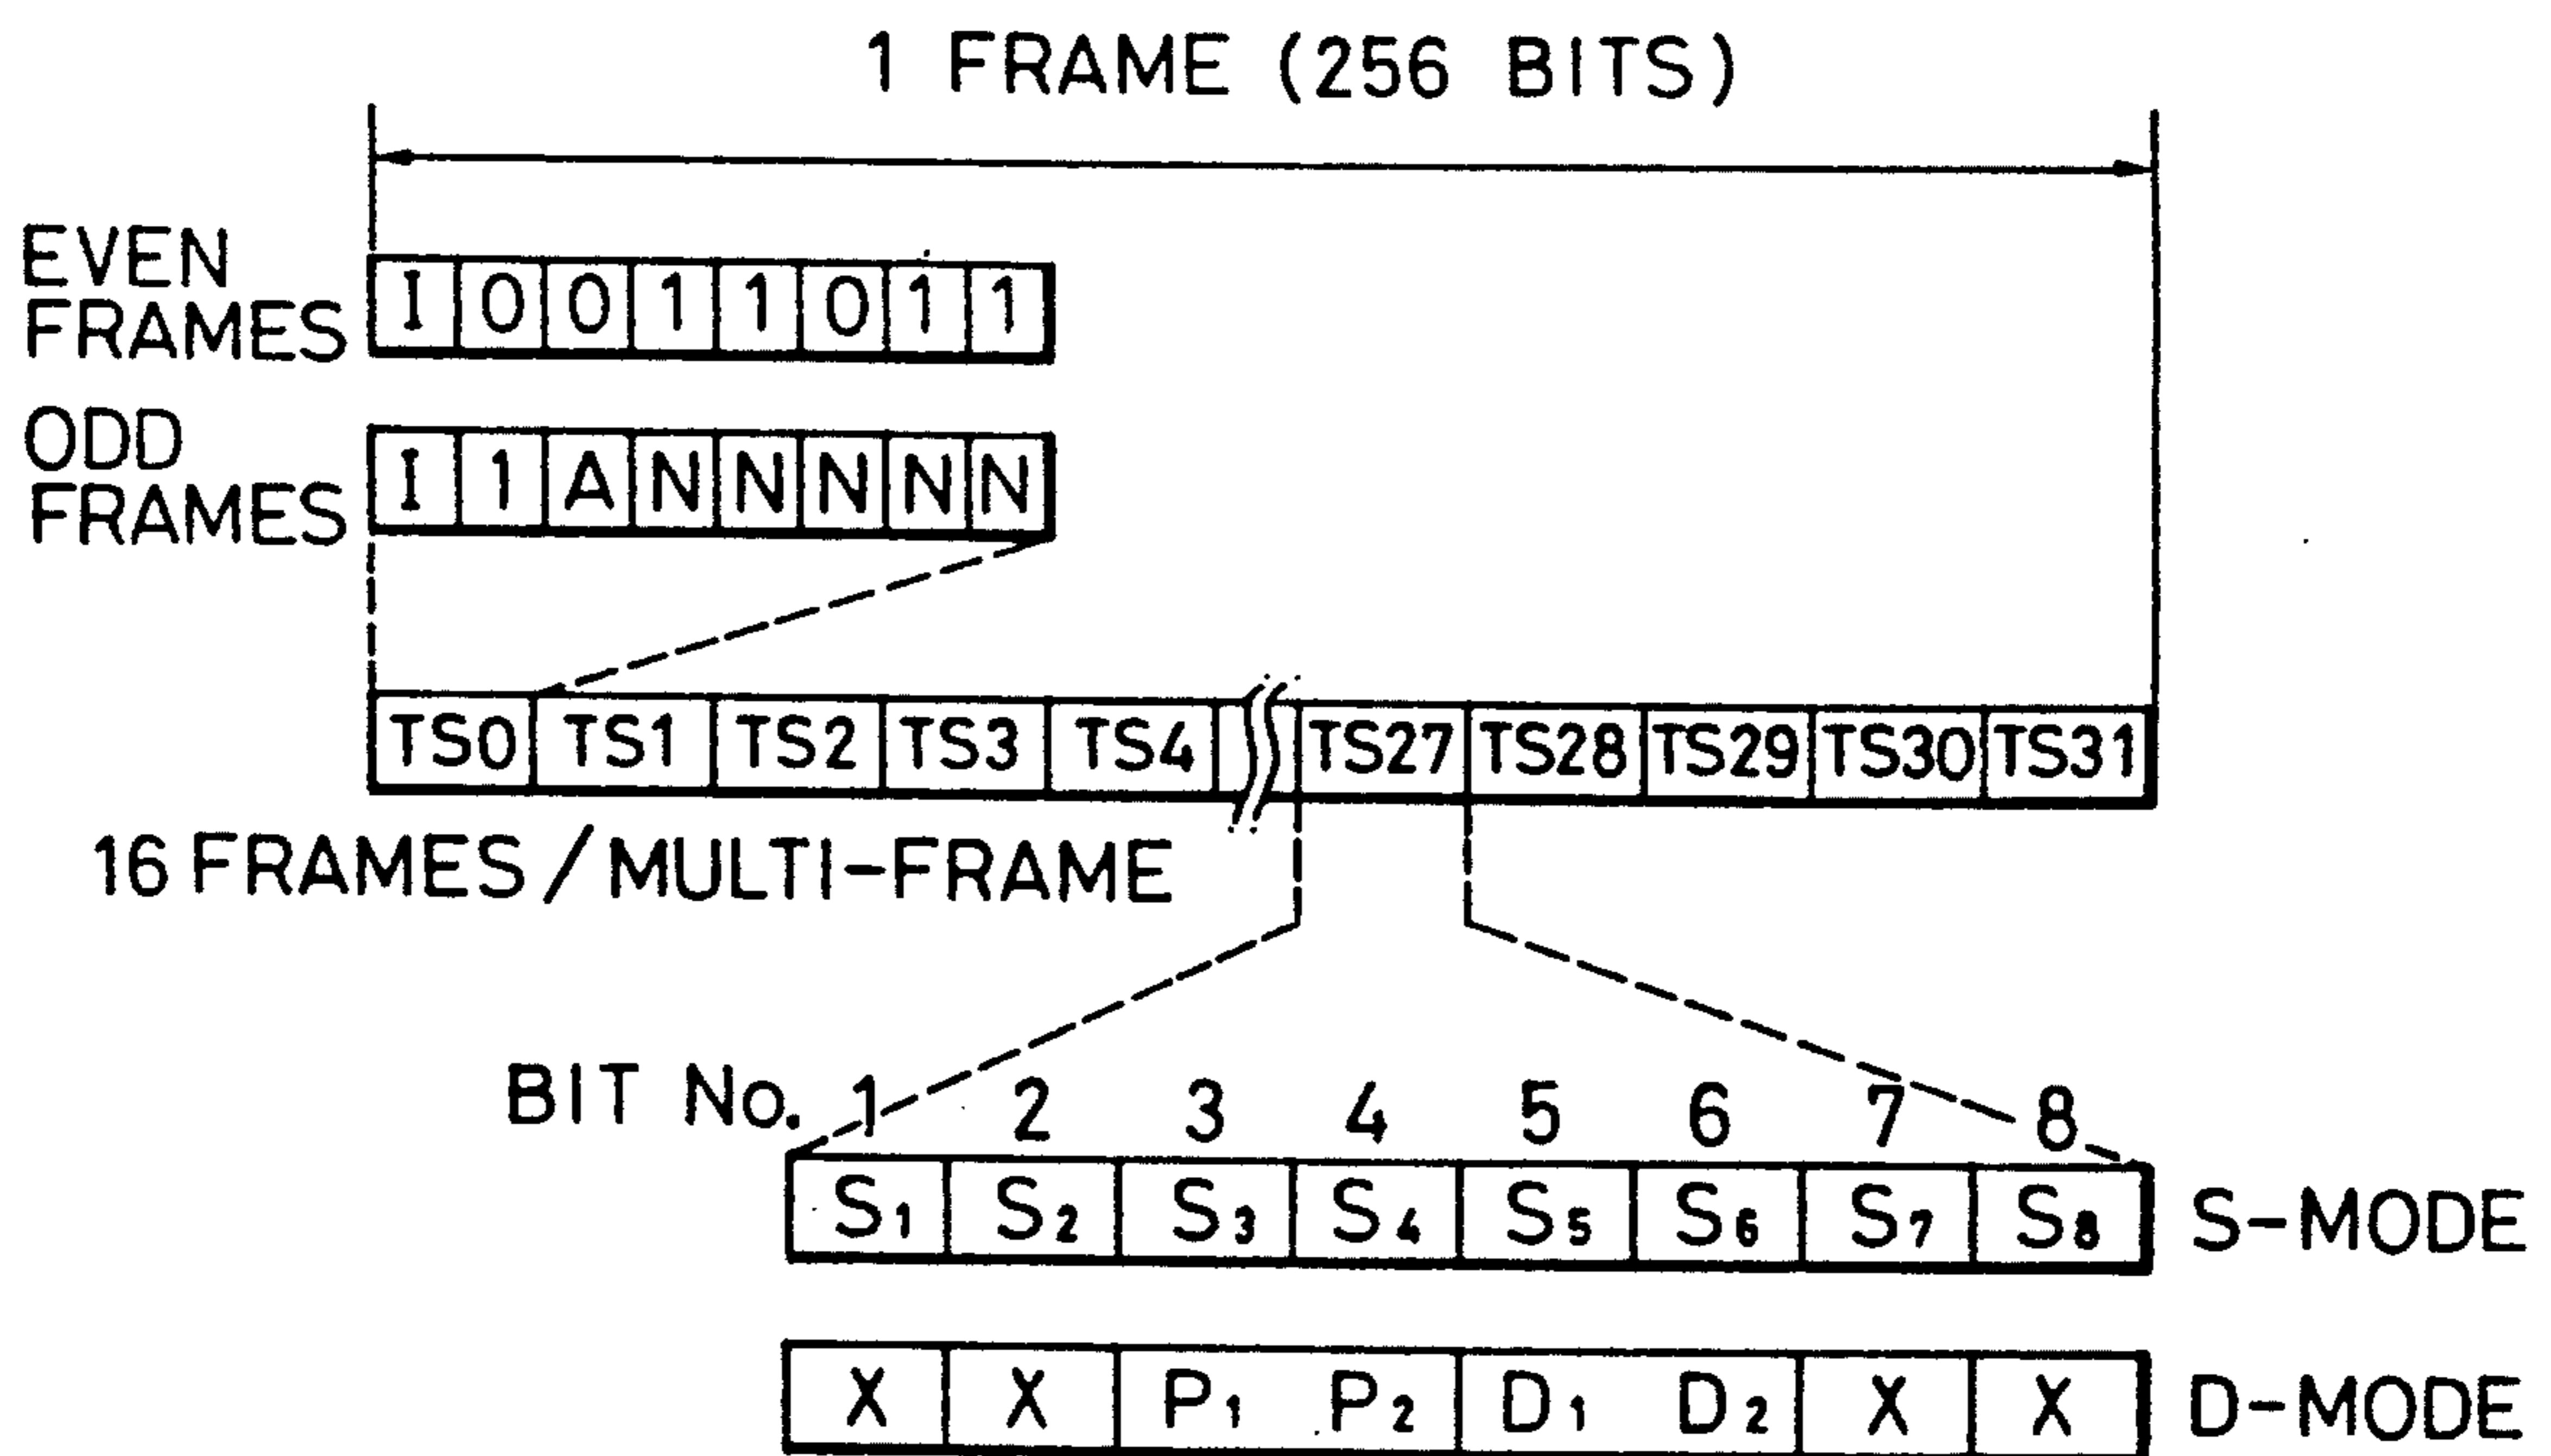 1 FRAME (256 BITS)
EVEN
FRAMES
I 0 0 1 1 0 1 1
ODD
FRAMES
I 1 A N N N N N
TS0 TS1 TS2 TS3 TS4 TS27 TS28 TS29 TS30 TS31
16 FRAMES/MULTI-FRAME
BIT No. 1 2 3 4 5 6 7 8
S1 S2 S3 S4 S5 S6 S7 S8 S-MODE
X X P1 P2 D1 D2 X X D-MODE